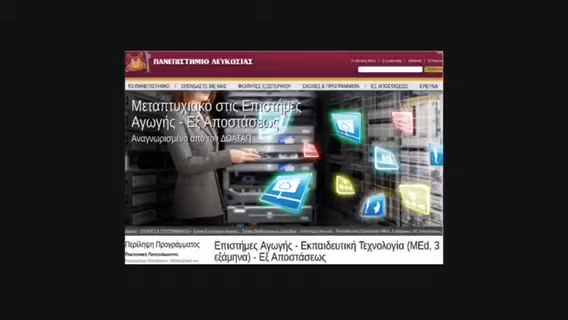 ΠΑΝΕΠΙΣΤΗΜΙΟ ΛΕΥΚΩΣΙΑΣ
ΤΟ ΠΑΝΕΠΙΣΤΗΜΙΟ ΣΠΟΥΔΑΣΤΕ ΜΕ ΜΑΣ ΦΟΙΤΗΤΕΣ ΕΞΩΤΕΡΙΚΟΥ ΣΧΟΛΕΣ & ΠΡΟΓΡΑΜΜΑΤΑ ΕΞ ΑΠΟΣΤΑΣΕΩΣ ΕΡΕΥΝΑ
Μεταπτυχιακό στις Επιστήμες
Αγωγής - Εξ Αποστάσεως
Αναγνωρισμένο από τον ΔΟΑΤΑΠ
Περίληψη Προγράμματος
Επιστήμες Αγωγής - Εκπαιδευτική Τεχνολογία (MEd, 3
εξάμηνα) - Εξ Αποστάσεως